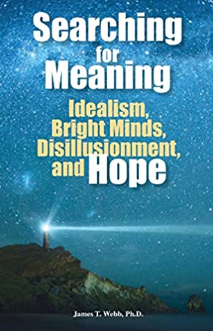 Searching
for
Meaning
Idealism,
Bright Minds,
Disillusionment,
and Hope
James T. Webb, Ph.D.